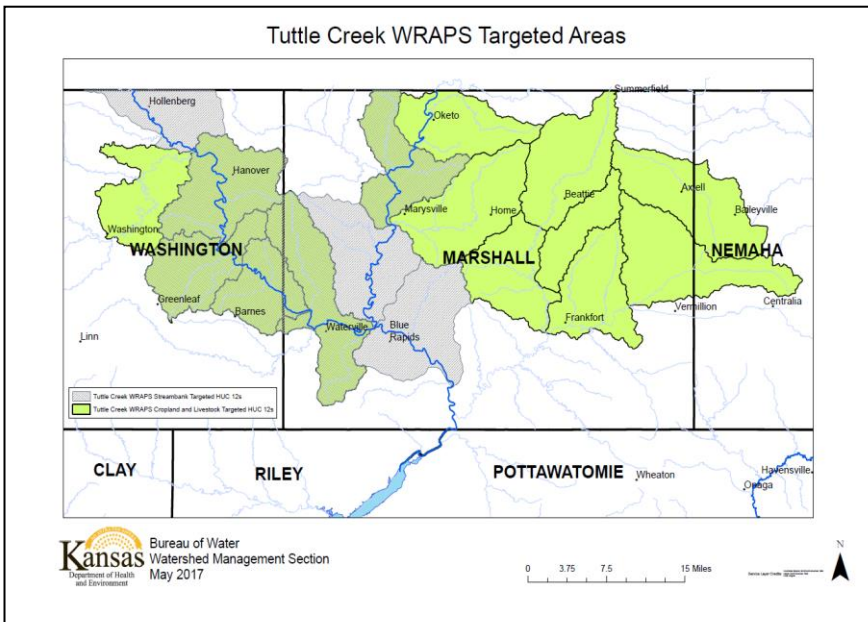 Tuttle Creek WRAPS Targeted Areas
Summerfield
Hollenberg
Oketo
Hanover
Axtell
Beattie
Baileyville
Marysville
Home
Washington
WASHINGTON
MARSHALL
NEMAHA
Greenleaf
Barnes
Vermillion
Centralia
Waterville
Blue
Rapids
Frankfort
Linn
Tuttle Creek WRAPS Streambank Targeted HUC 12s
Tuttle Creek WRAPS Cropland and Livestock Targeted HUC 12s
CLAY
RILEY
POTTAWATOMIE
Wheaton
Havensville
Onaga
Kansas
Department of Health
and Environment
Bureau of Water
Watershed Management Section
May 2017
0 3.75 7.5 15 Miles
Service Layer Credits:
N